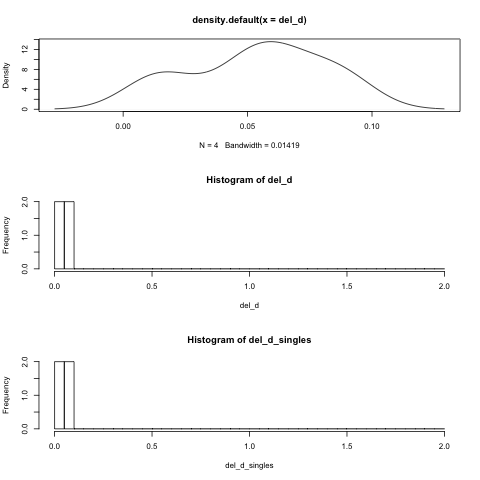 density.default(x = del_d)
Density
0 4 8 12
0.00 0.05 0.10
N = 4 Bandwidth = 0.01419
Histogram of del_d
Frequency
0.0 1.0 2.0
0.0 0.5 1.0 1.5 2.0
del_d
Histogram of del_d_singles
Frequency
0.0 1.0 2.0
0.0 0.5 1.0 1.5 2.0
del_d_singles